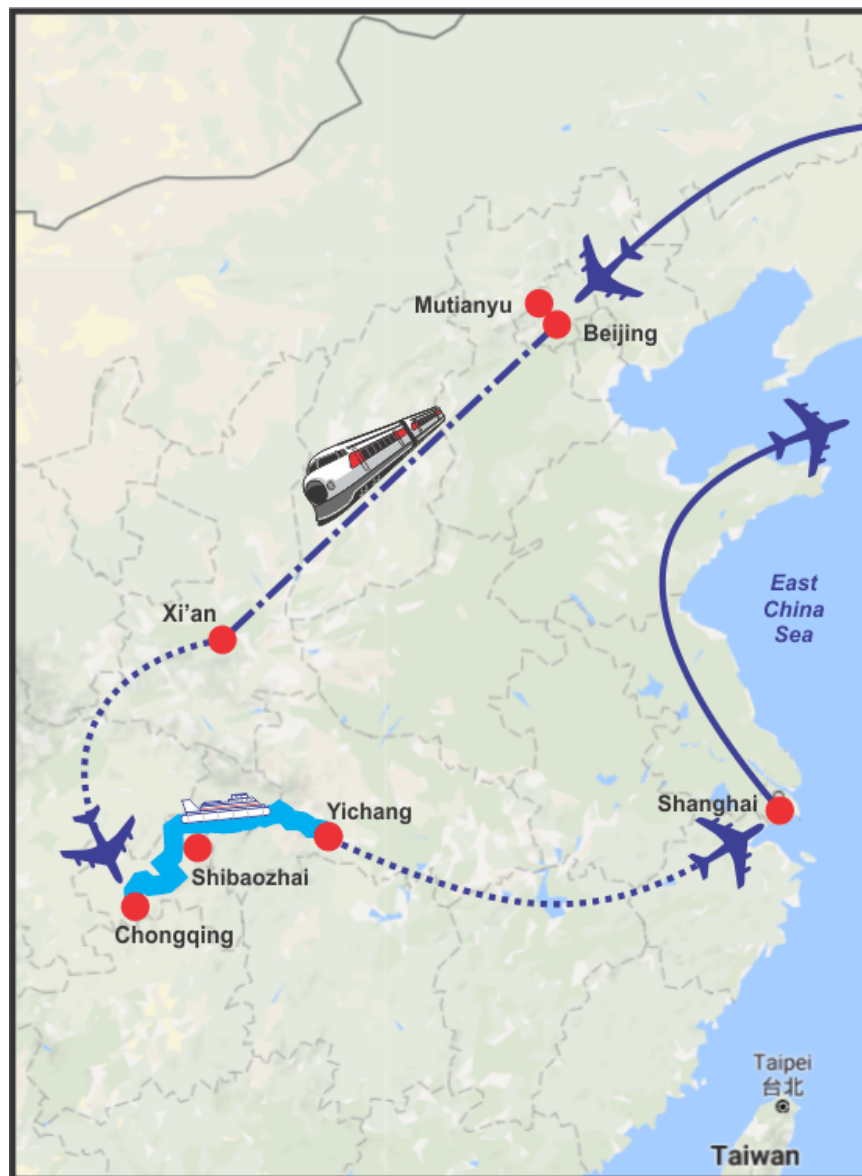 Mutianyu
Beijing
Xi’an
East
China
Sea
Yichang
Shanghai
Shibaozhai
Chongqing
Taipei
台北
Taiwan